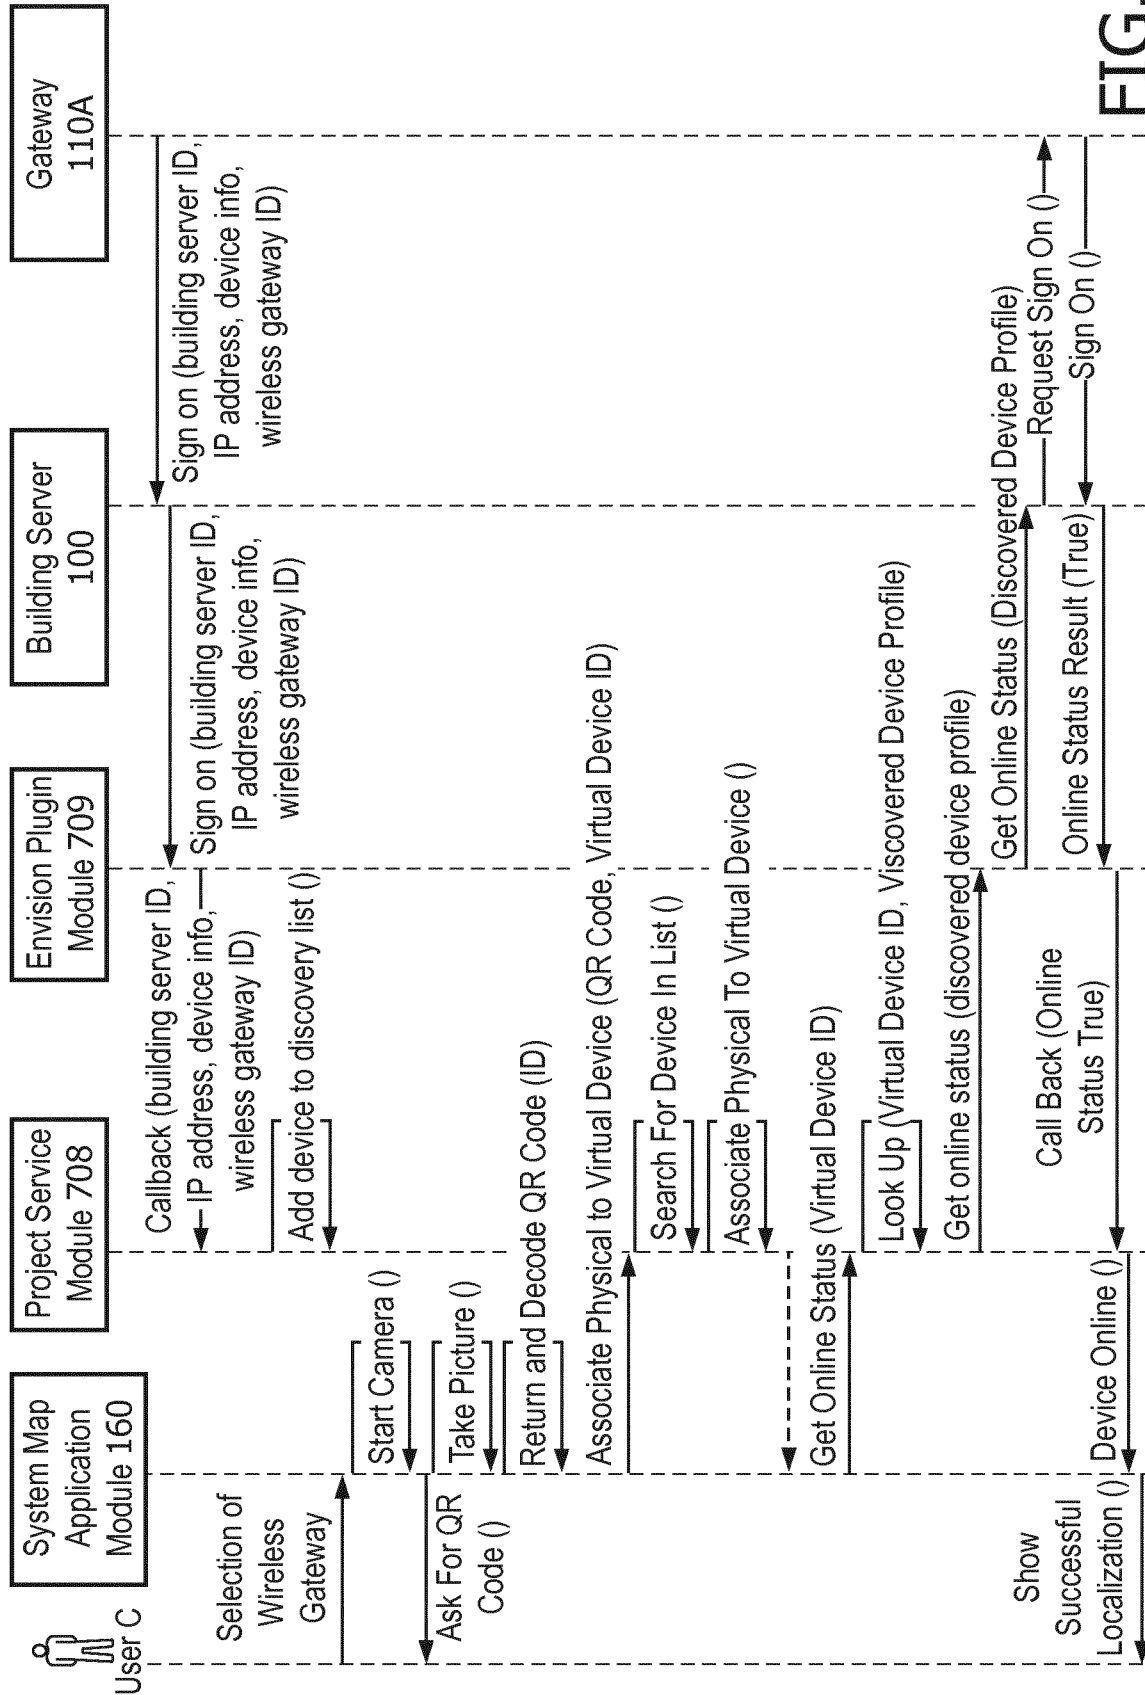 User C
System Map
Application
Module 160
Project Service
Module 708
Envision Plugin
Module 709
Building Server
100
Gateway
110A
Sign on (building server ID,
IP address, device info,
wireless gateway ID)
Sign on (building server ID,
IP address, device info,
wireless gateway ID)
Callback (building server ID,
IP address, device info,
wireless gateway ID)
Add device to discovery list ()
Selection of
Wireless
Gateway
Start Camera ()
Ask For QR
Code ()
Take Picture ()
Return and Decode QR Code (ID)
Associate Physical to Virtual Device (QR Code, Virtual Device ID)
Search For Device In List ()
Associate Physical To Virtual Device ()
Get Online Status (Virtual Device ID)
Look Up (Virtual Device ID, Viscovered Device Profile)
Get online status (discovered device profile)
Get Online Status (Discovered Device Profile)
Request Sign On ()
Sign On ()
Online Status Result (True)
Call Back (Online
Status True)
Device Online ()
Show
Successful
Localization ()
FIG.